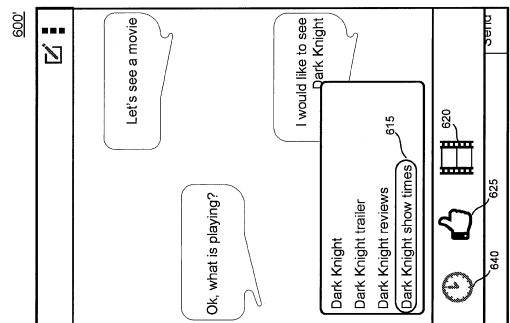 600'
Let's see a movie
Ok, what is playing?
I would like to see
Dark Knight
Dark Knight
Dark Knight trailer
Dark Knight reviews
Dark Knight show times
615
640
625
620
Send